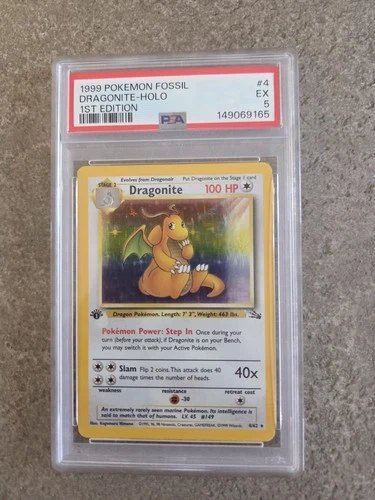 1999 POKEMON FOSSIL #4
DRAGONITE-HOLO EX
1ST EDITION 5
PSA 149069165
Evolves from Dragonair Put Dragonite on the Stage 1 card
STAGE 2 Dragonite 100 HP
Dragon Pokémon. Length: 7' 3", Weight: 463 lbs.
Pokémon Power: Step In Once during your
turn (before your attack), if Dragonite is on your Bench,
you may switch it with your Active Pokémon.
Slam Flip 2 coins. This attack does 40
damage times the number of heads. 40x
weakness resistance retreat cost
-30
An extremely rarely seen marine Pokémon. Its intelligence is
said to match that of humans. LV. 45 #149
Illus. Kagemaru Himeno 4/62